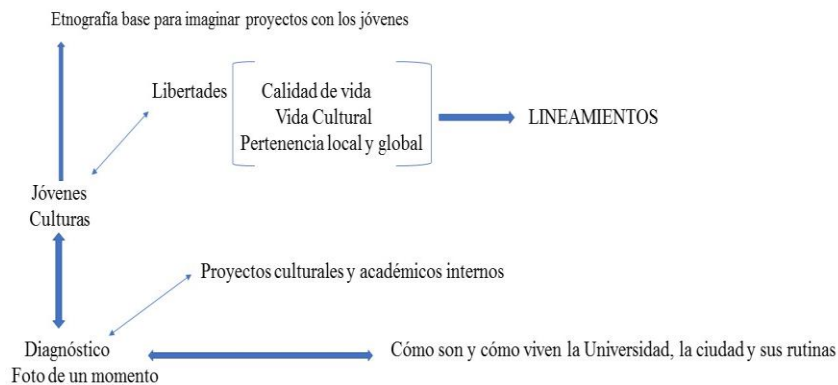 Etnografía base para imaginar proyectos con los jóvenes
Libertades
Calidad de vida
Vida Cultural
Pertenencia local y global
LINEAMIENTOS
Jóvenes
Culturas
Proyectos culturales y académicos internos
Diagnóstico
Foto de un momento
Cómo son y cómo viven la Universidad, la ciudad y sus rutinas